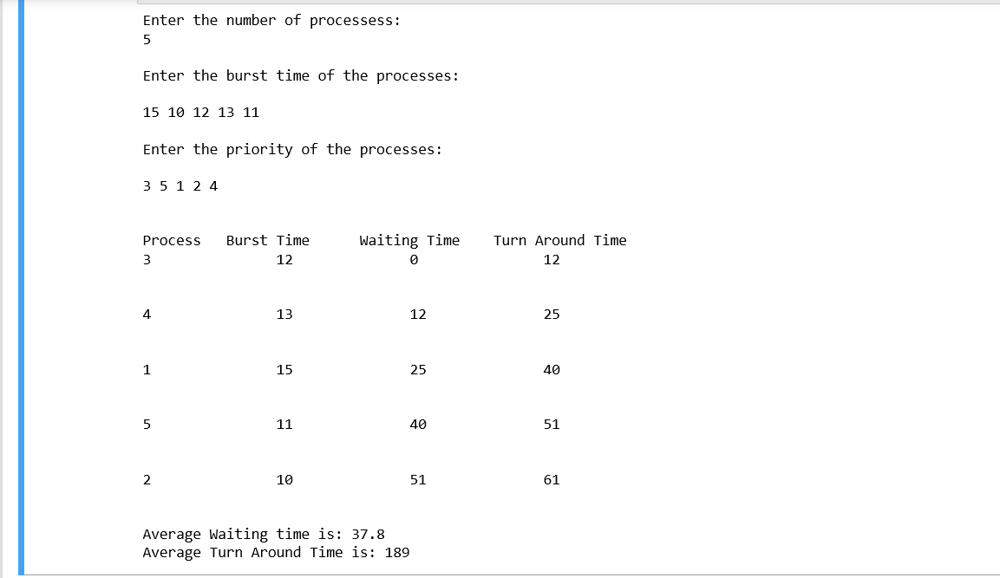 Enter the number of processess:
5
Enter the burst time of the processes:
15 10 12 13 11
Enter the priority of the processes:
3 5 1 2 4
Process Burst Time Waiting Time Turn Around Time
3 12 0 12
4 13 12 25
1 15 25 40
5 11 40 51
2 10 51 61
Average Waiting time is: 37.8
Average Turn Around Time is: 189